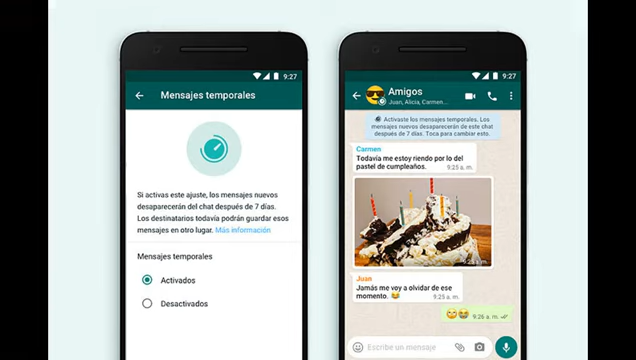 9:27
Mensajes temporales
Si activas este ajuste, los mensajes nuevos
desaparecerán del chat después de 7 días.
Los destinatarios todavía podrán guardar esos
mensajes en otro lugar. Más información
Mensajes temporales
Activados
Desactivados
9:27
Amigos
Juan, Alicia, Carmen...
Activaste los mensajes temporales. Los
mensajes nuevos desaparecerán de este chat
después de 7 días. Toca para cambiar esto.
Carmen
Todavía me estoy riendo por lo del
pastel de cumpleaños.
9:25 a. m.
Juan
Jamás me voy a olvidar de ese
momento. 😂
9:25 a. m.
9:26 a. m.
Escribe un mensaje